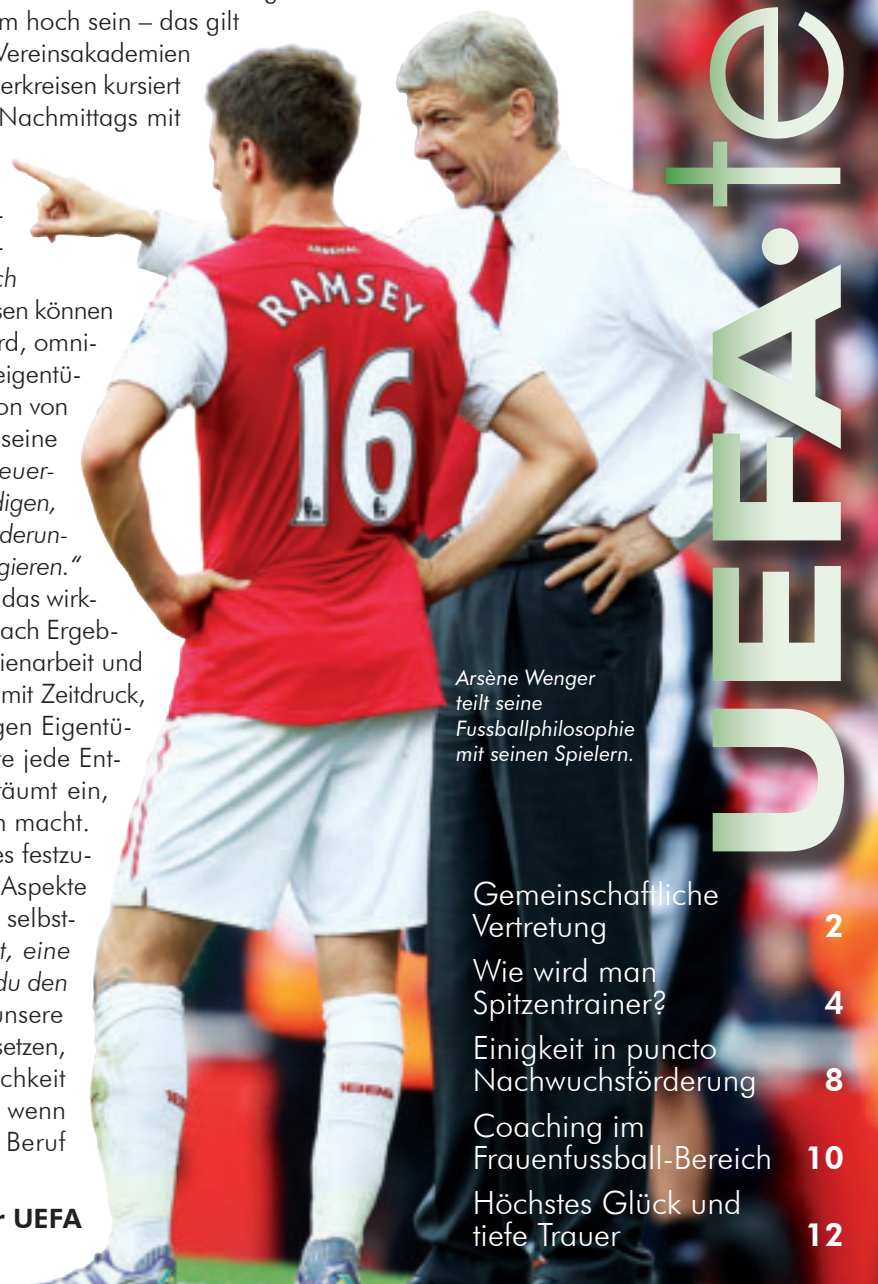 m hoch sein – das gilt
Vereinsakademien
erkreisen kursiert
Nachmittags mit
ch
sen können
rd, omni-
eigentü-
on von
seine
euer-
digen,
derun-
gieren.“
das wirk-
ach Ergeb-
ienarbeit und
mit Zeitdruck,
gen Eigentü-
e jede Ent-
räumt ein,
n macht.
es festzu-
Aspekte
selbst-
t, eine
du den
unsere
setzen,
chkeit
wenn
Beruf
r UEFA
ARSENAL
RAMSEY
16
1886
Arsène Wenger
teilt seine
Fussballphilosophie
mit seinen Spielern.
UEFA•te
Gemeinschaftliche
Vertretung 2
Wie wird man
Spitzentrainer? 4
Einigkeit in puncto
Nachwuchsförderung 8
Coaching im
Frauenfussball-Bereich 10
Höchstes Glück und
tiefe Trauer 12